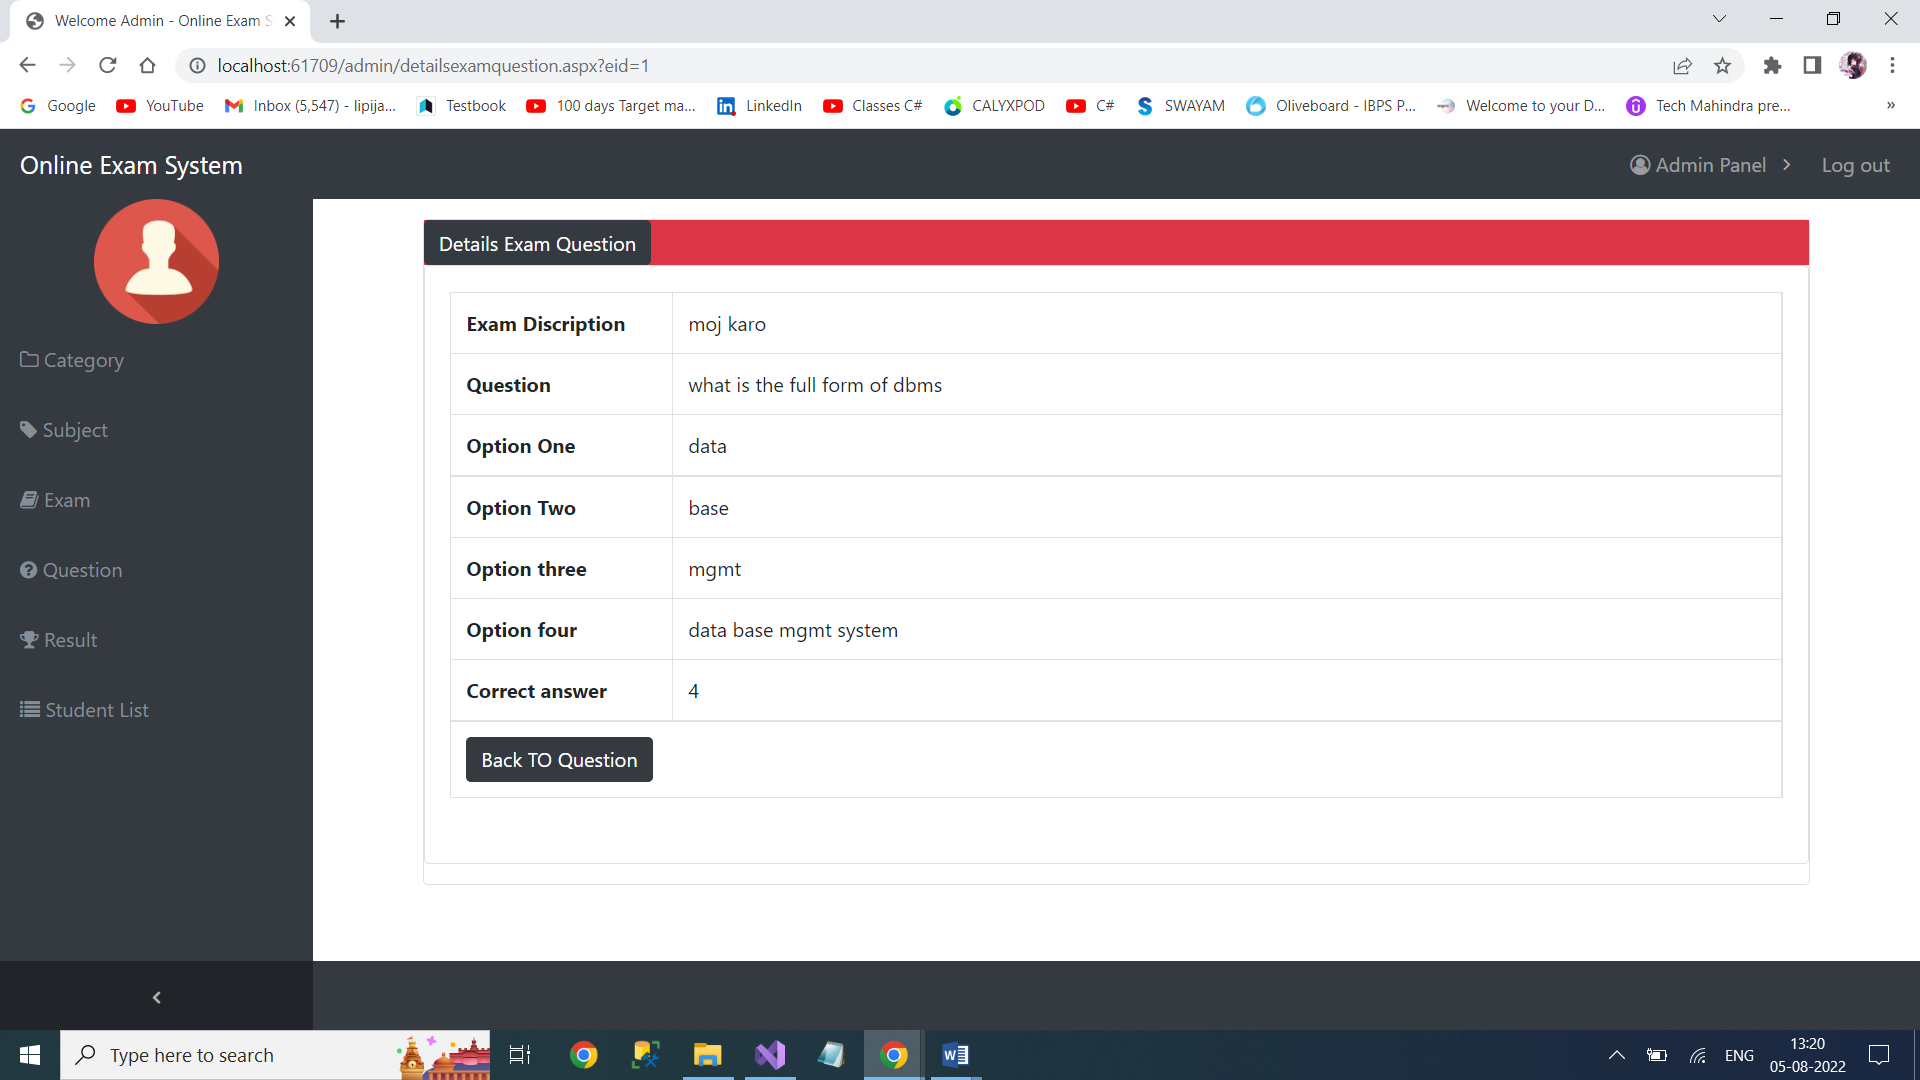 Welcome Admin - Online Exam S
localhost:61709/admin/detailsexamquestion.aspx?eid=1
Google YouTube Inbox (5,547) - lipija... Testbook 100 days Target ma... LinkedIn Classes C# CALYXPOD C# SWAYAM Oliveboard - IBPS P... Welcome to your D... Tech Mahindra pre... »
Online Exam System Admin Panel Log out
Details Exam Question
Category
Subject
Exam
Question
Result
Student List
Exam Discription moj karo
Question what is the full form of dbms
Option One data
Option Two base
Option three mgmt
Option four data base mgmt system
Correct answer 4
Back TO Question
Type here to search
ENG
13:20
05-08-2022